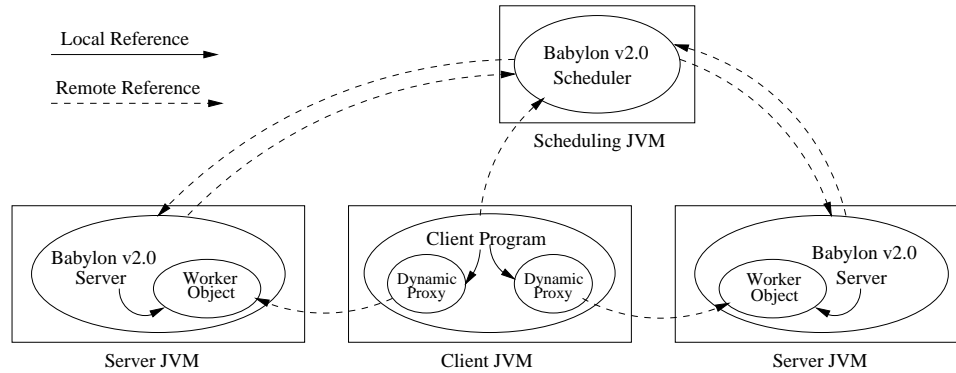 Local Reference
Remote Reference
Babylon v2.0
Scheduler
Scheduling JVM
Babylon v2.0
Server
Worker
Object
Server JVM
Client Program
Dynamic
Proxy
Dynamic
Proxy
Client JVM
Babylon v2.0
Server
Worker
Object
Server JVM